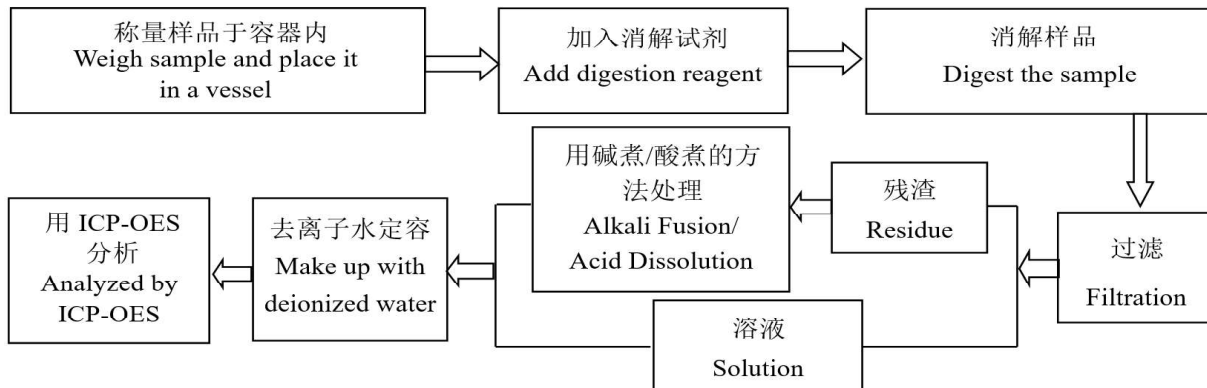 称量样品于容器内
Weigh sample and place it
in a vessel
加入消解试剂
Add digestion reagent
消解样品
Digest the sample
过滤
Filtration
残渣
Residue
用碱煮/酸煮的方
法处理
Alkali Fusion/
Acid Dissolution
溶液
Solution
去离子水定容
Make up with
deionized water
用 ICP-OES
分析
Analyzed by
ICP-OES